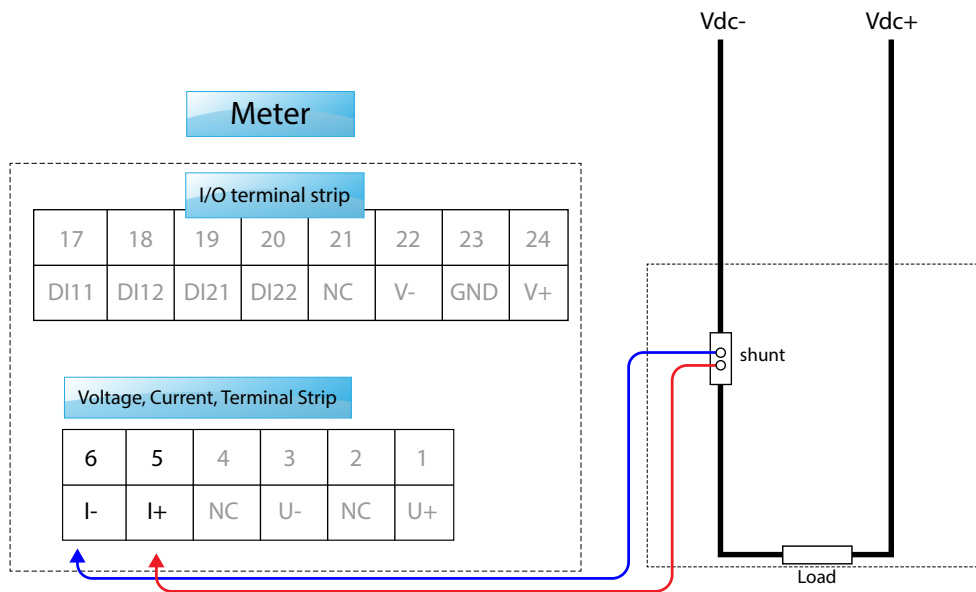 Vdc- Vdc+
Meter
I/O terminal strip
17 18 19 20 21 22 23 24
DI11 DI12 DI21 DI22 NC V- GND V+
shunt
Voltage, Current, Terminal Strip
6 5 4 3 2 1
I- I+ NC U- NC U+
Load